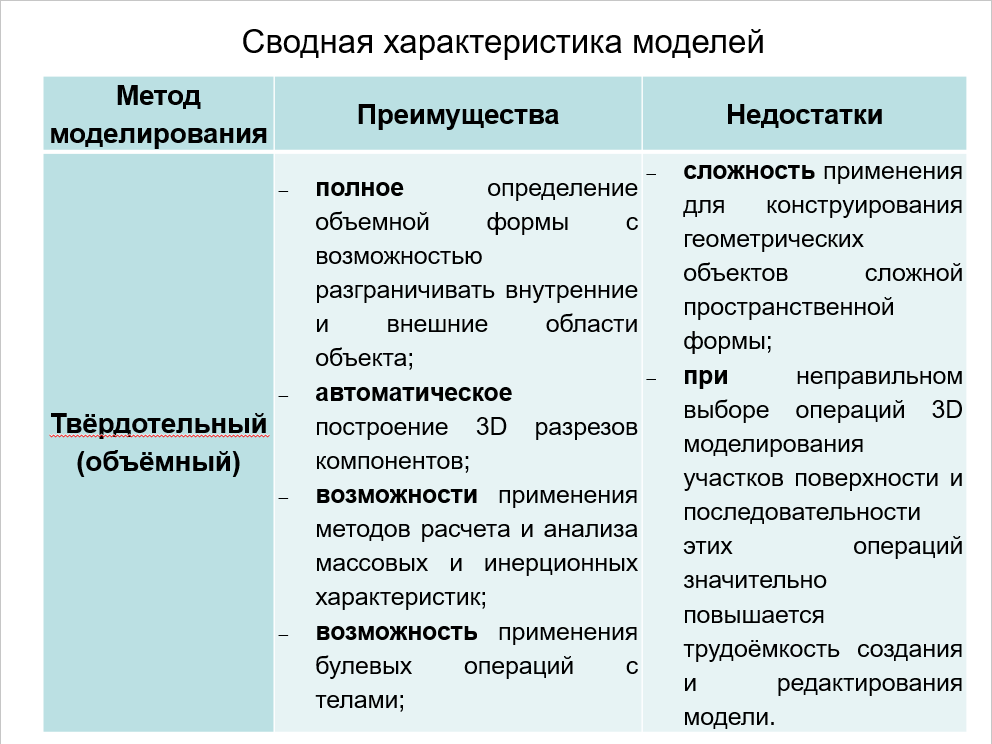 Сводная характеристика моделей
Метод
моделирования
Преимущества
Недостатки
Твёрдотельный
(объёмный)
– полное определение
объемной формы с
возможностью
разграничивать внутренние
и внешние области
объекта;
– автоматическое
построение 3D разрезов
компонентов;
– возможности применения
методов расчета и анализа
массовых и инерционных
характеристик;
– возможность применения
булевых операций с
телами;
– сложность применения
для конструирования
геометрических
объектов сложной
пространственной
формы;
– при неправильном
выборе операций 3D
моделирования
участков поверхности и
последовательности
этих операций
значительно
повышается
трудоёмкость создания
и редактирования
модели.